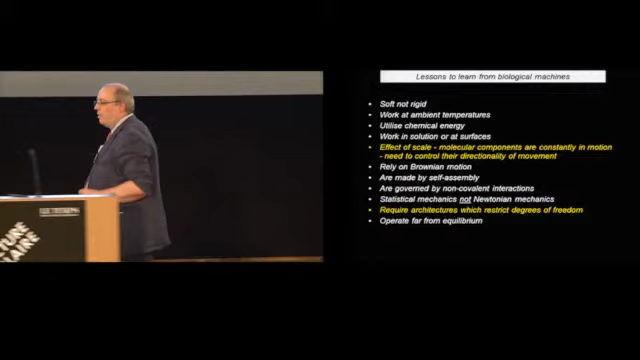 Lessons to learn from biological machines
• Soft not rigid
• Work at ambient temperatures
• Utilise chemical energy
• Work in solution or at surfaces
• Effect of scale - molecular components are constantly in motion
- need to control their directionality of movement
• Rely on Brownian motion
• Are made by self-assembly
• Are governed by non-covalent interactions
• Statistical mechanics not Newtonian mechanics
• Require architectures which restrict degrees of freedom
• Operate far from equilibrium